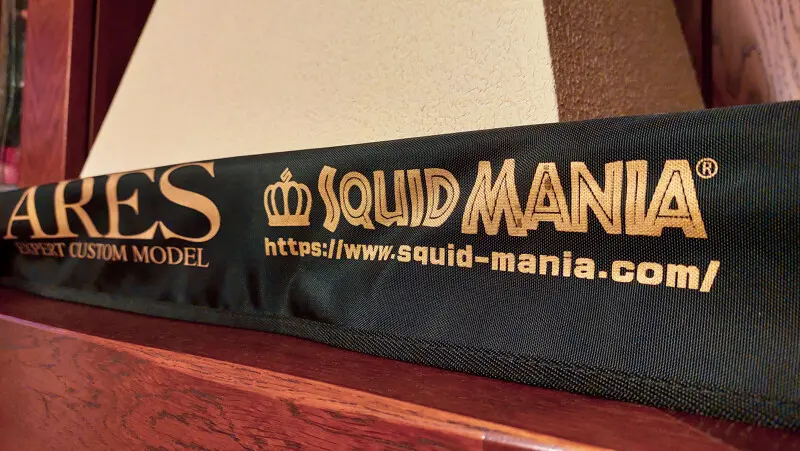 ARES
EXPERT CUSTOM MODEL
SQUID MANIA®
https://www.squid-mania.com/